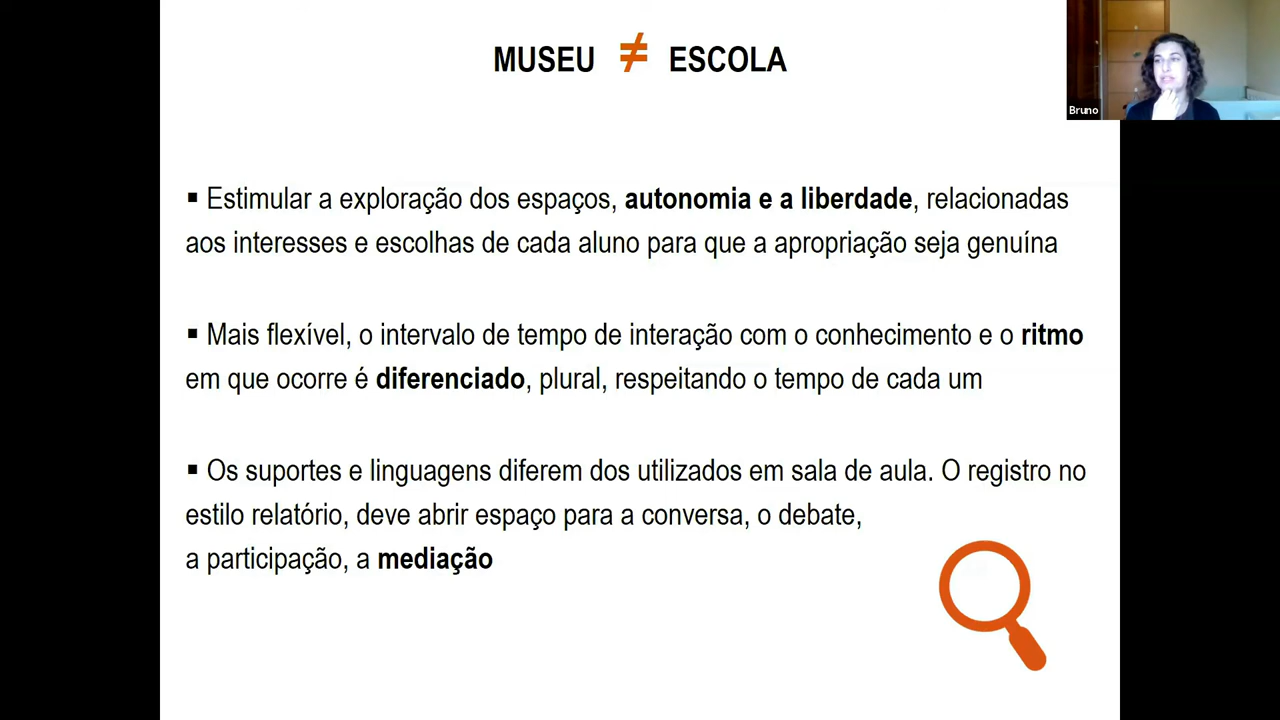 MUSEU ≠ ESCOLA
Bruno
▪ Estimular a exploração dos espaços, autonomia e a liberdade, relacionadas
aos interesses e escolhas de cada aluno para que a apropriação seja genuína
▪ Mais flexível, o intervalo de tempo de interação com o conhecimento e o ritmo
em que ocorre é diferenciado, plural, respeitando o tempo de cada um
▪ Os suportes e linguagens diferem dos utilizados em sala de aula. O registro no
estilo relatório, deve abrir espaço para a conversa, o debate,
a participação, a mediação